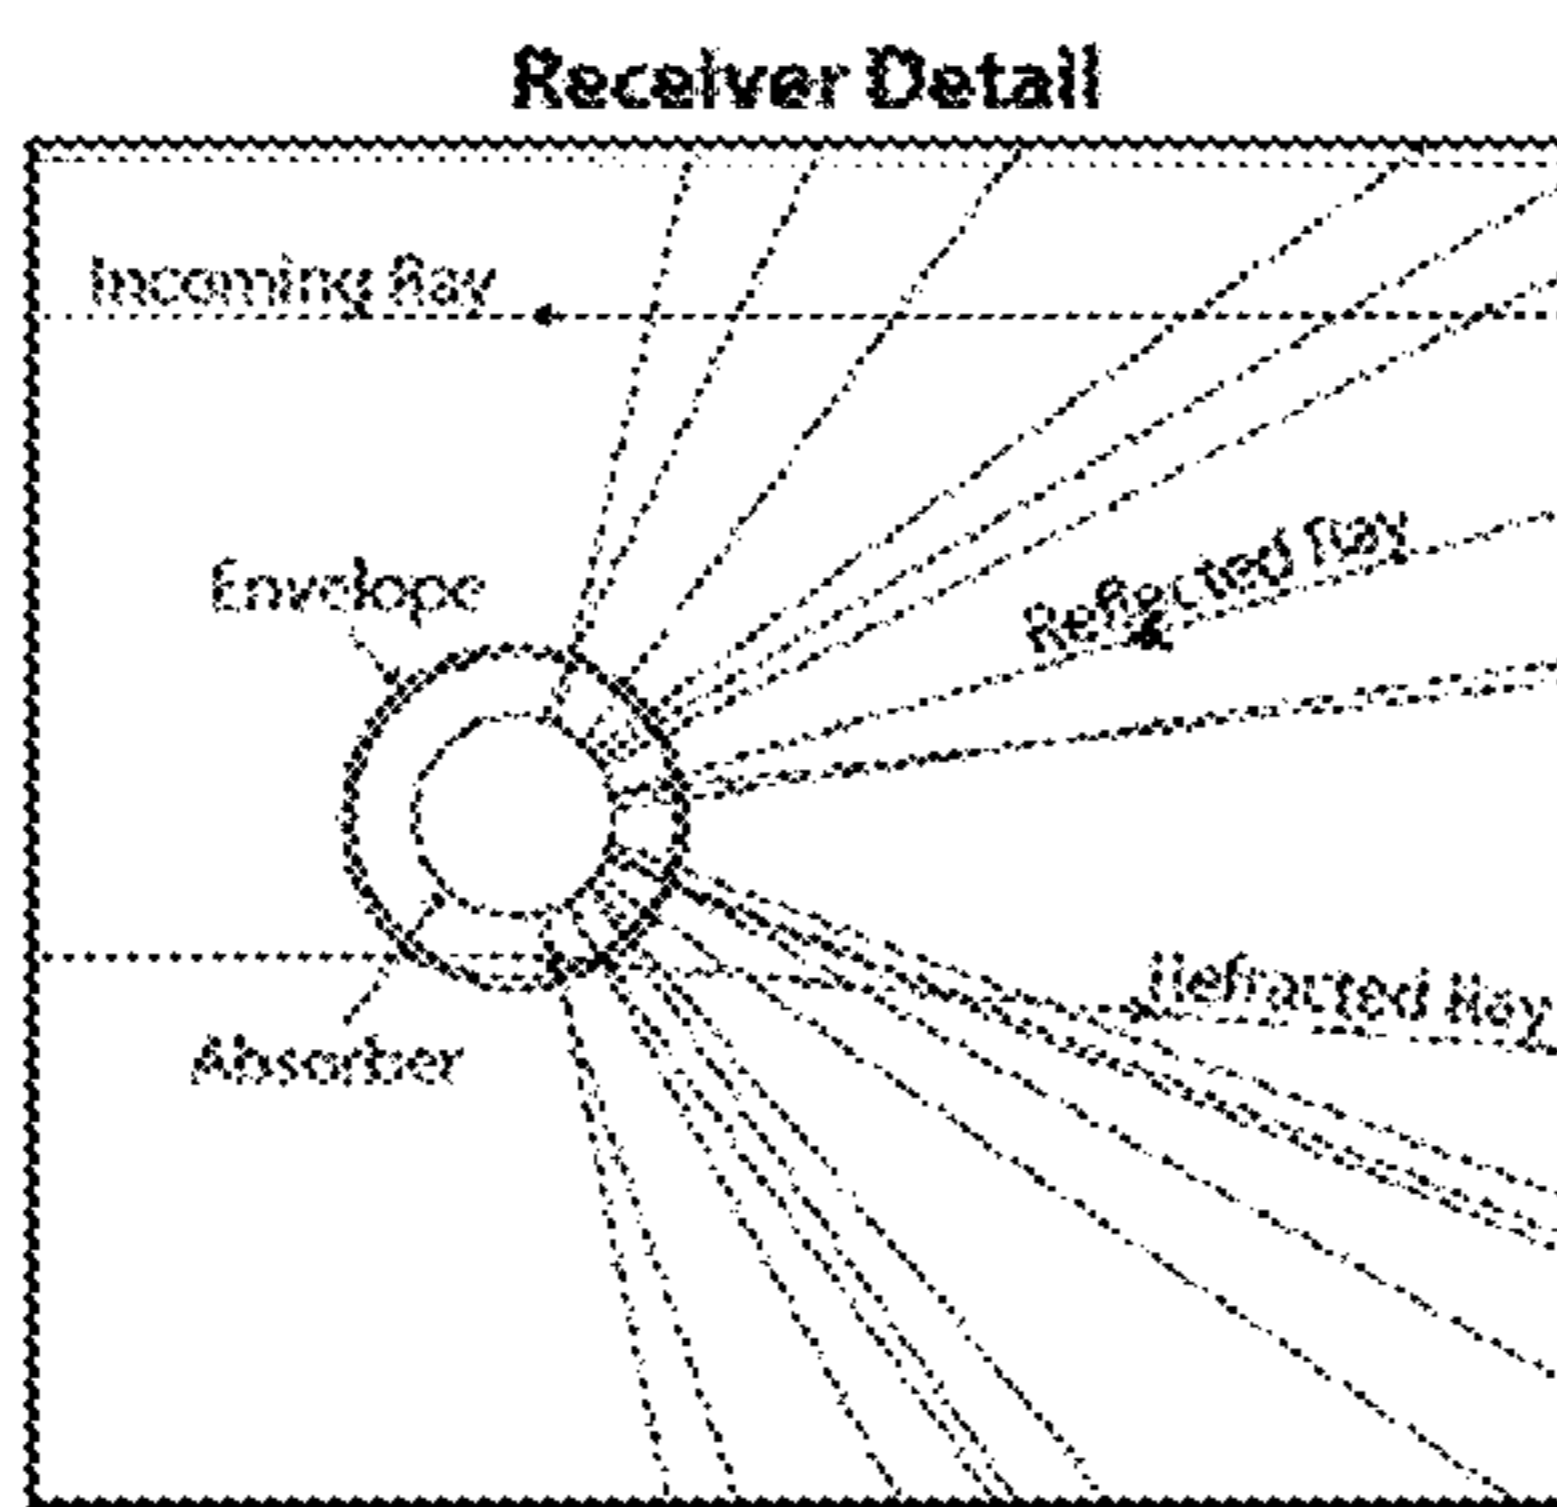 Receiver Detail
Incoming Ray
Envelope
Reflected Ray
Refracted Ray
Absorber